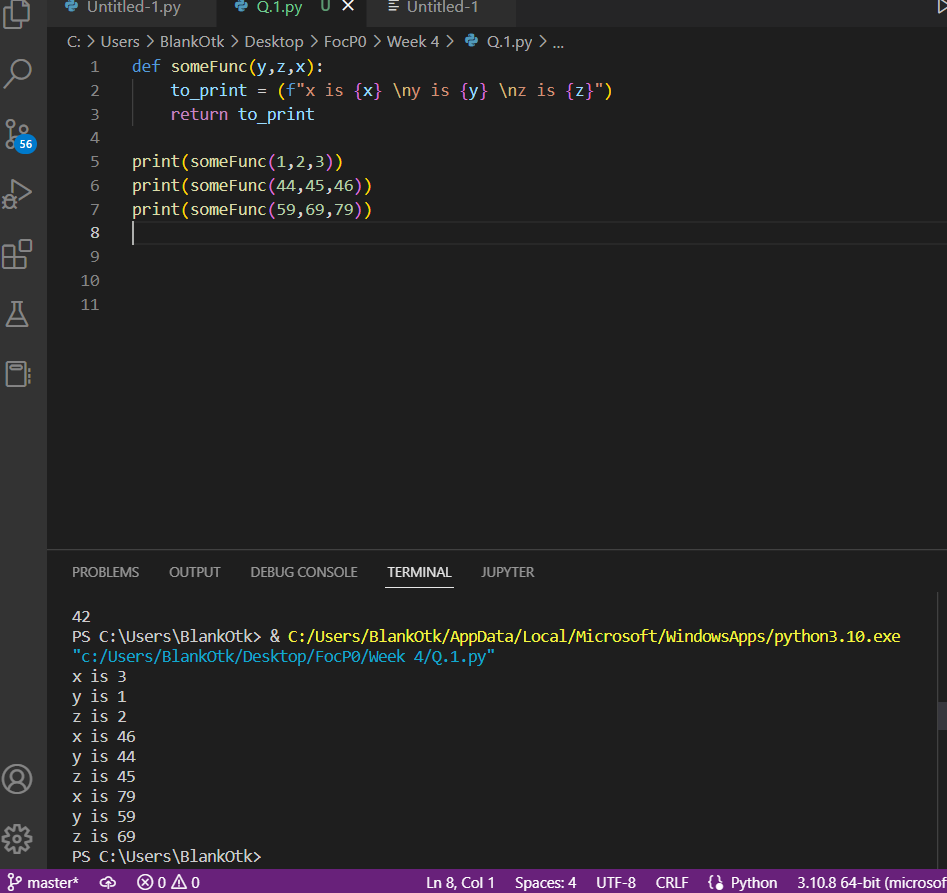 Untitled-1.py Q.1.py U Untitled-1
C: > Users > BlankOtk > Desktop > FocP0 > Week 4 > Q.1.py > ...
1 def someFunc(y,z,x):
2 to_print = (f"x is {x} \ny is {y} \nz is {z}")
3 return to_print
4
5 print(someFunc(1,2,3))
6 print(someFunc(44,45,46))
7 print(someFunc(59,69,79))
8
9
10
11
56
PROBLEMS OUTPUT DEBUG CONSOLE TERMINAL JUPYTER
42
PS C:\Users\BlankOtk> & C:/Users/BlankOtk/AppData/Local/Microsoft/WindowsApps/python3.10.exe
"c:/Users/BlankOtk/Desktop/FocP0/Week 4/Q.1.py"
x is 3
y is 1
z is 2
x is 46
y is 44
z is 45
x is 79
y is 59
z is 69
PS C:\Users\BlankOtk>
master* 0 0 Ln 8, Col 1 Spaces: 4 UTF-8 CRLF Python 3.10.8 64-bit (microsof